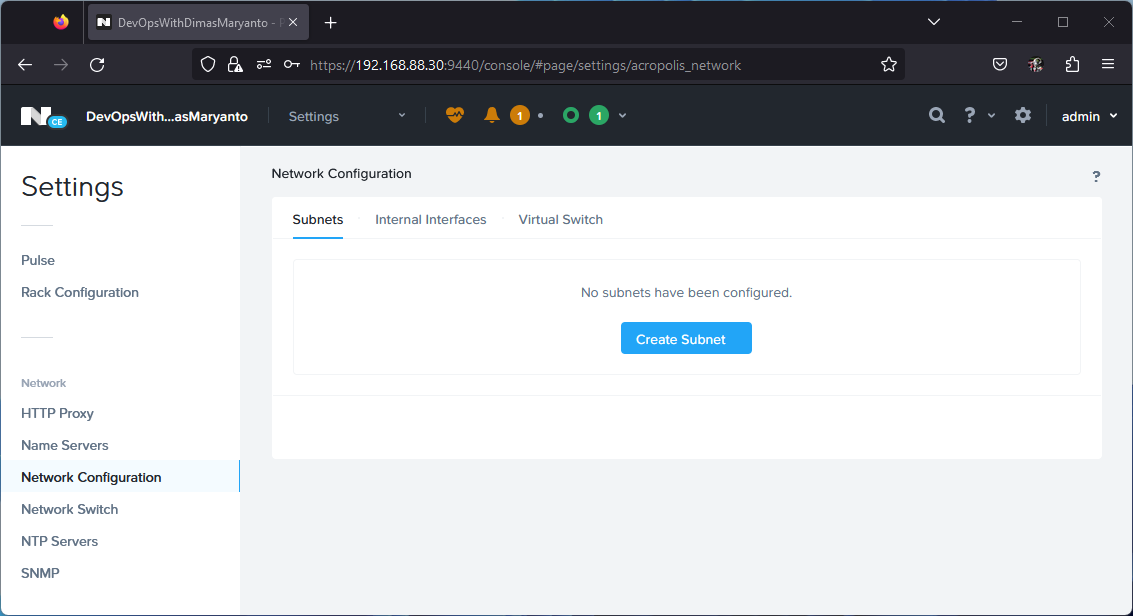 DevOpsWithDimasMaryanto - P
https://192.168.88.30:9440/console/#page/settings/acropolis_network
N CE DevOpsWith...asMaryanto Settings 1 1 ? admin
Settings
Pulse
Rack Configuration
Network
HTTP Proxy
Name Servers
Network Configuration
Network Switch
NTP Servers
SNMP
Network Configuration ?
Subnets Internal Interfaces Virtual Switch
No subnets have been configured.
Create Subnet